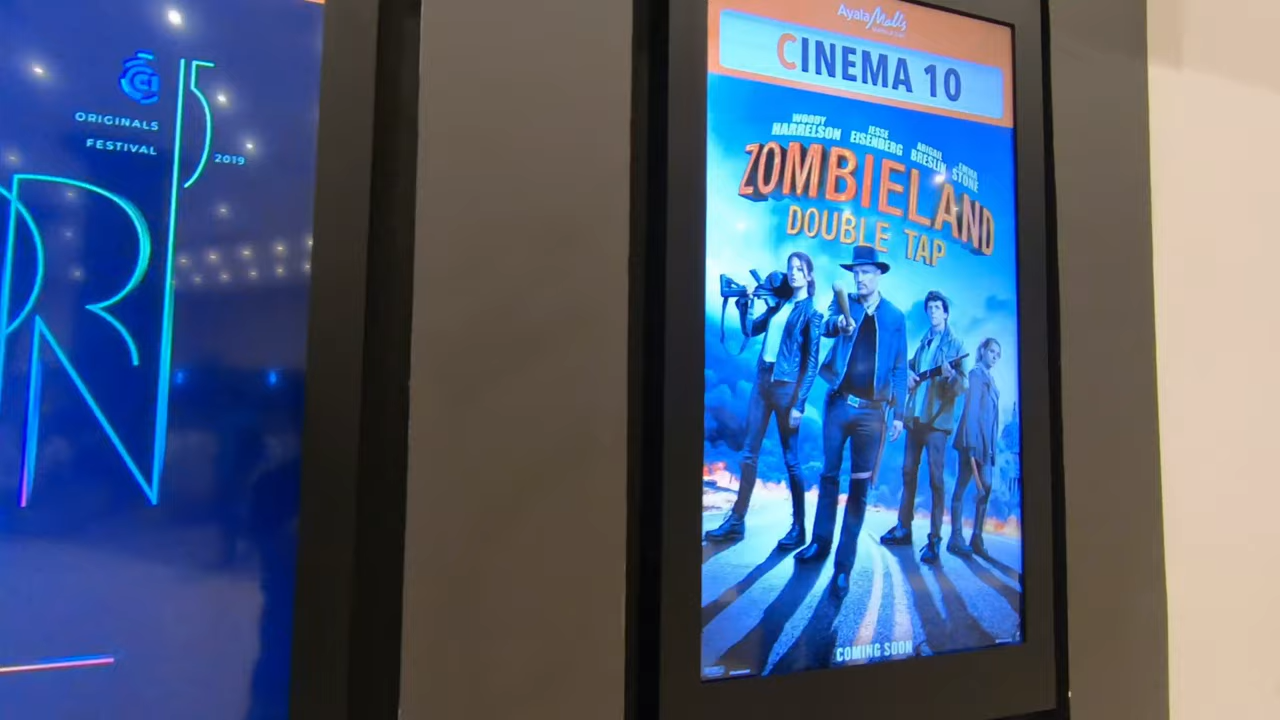 ORIGINALS
FESTIVAL
15
2019
Ayala Malls
CINEMA 10
WOODY
HARRELSON
JESSE
EISENBERG
ABIGAIL
BRESLIN
EMMA
STONE
ZOMBIELAND
DOUBLE TAP
COMING SOON